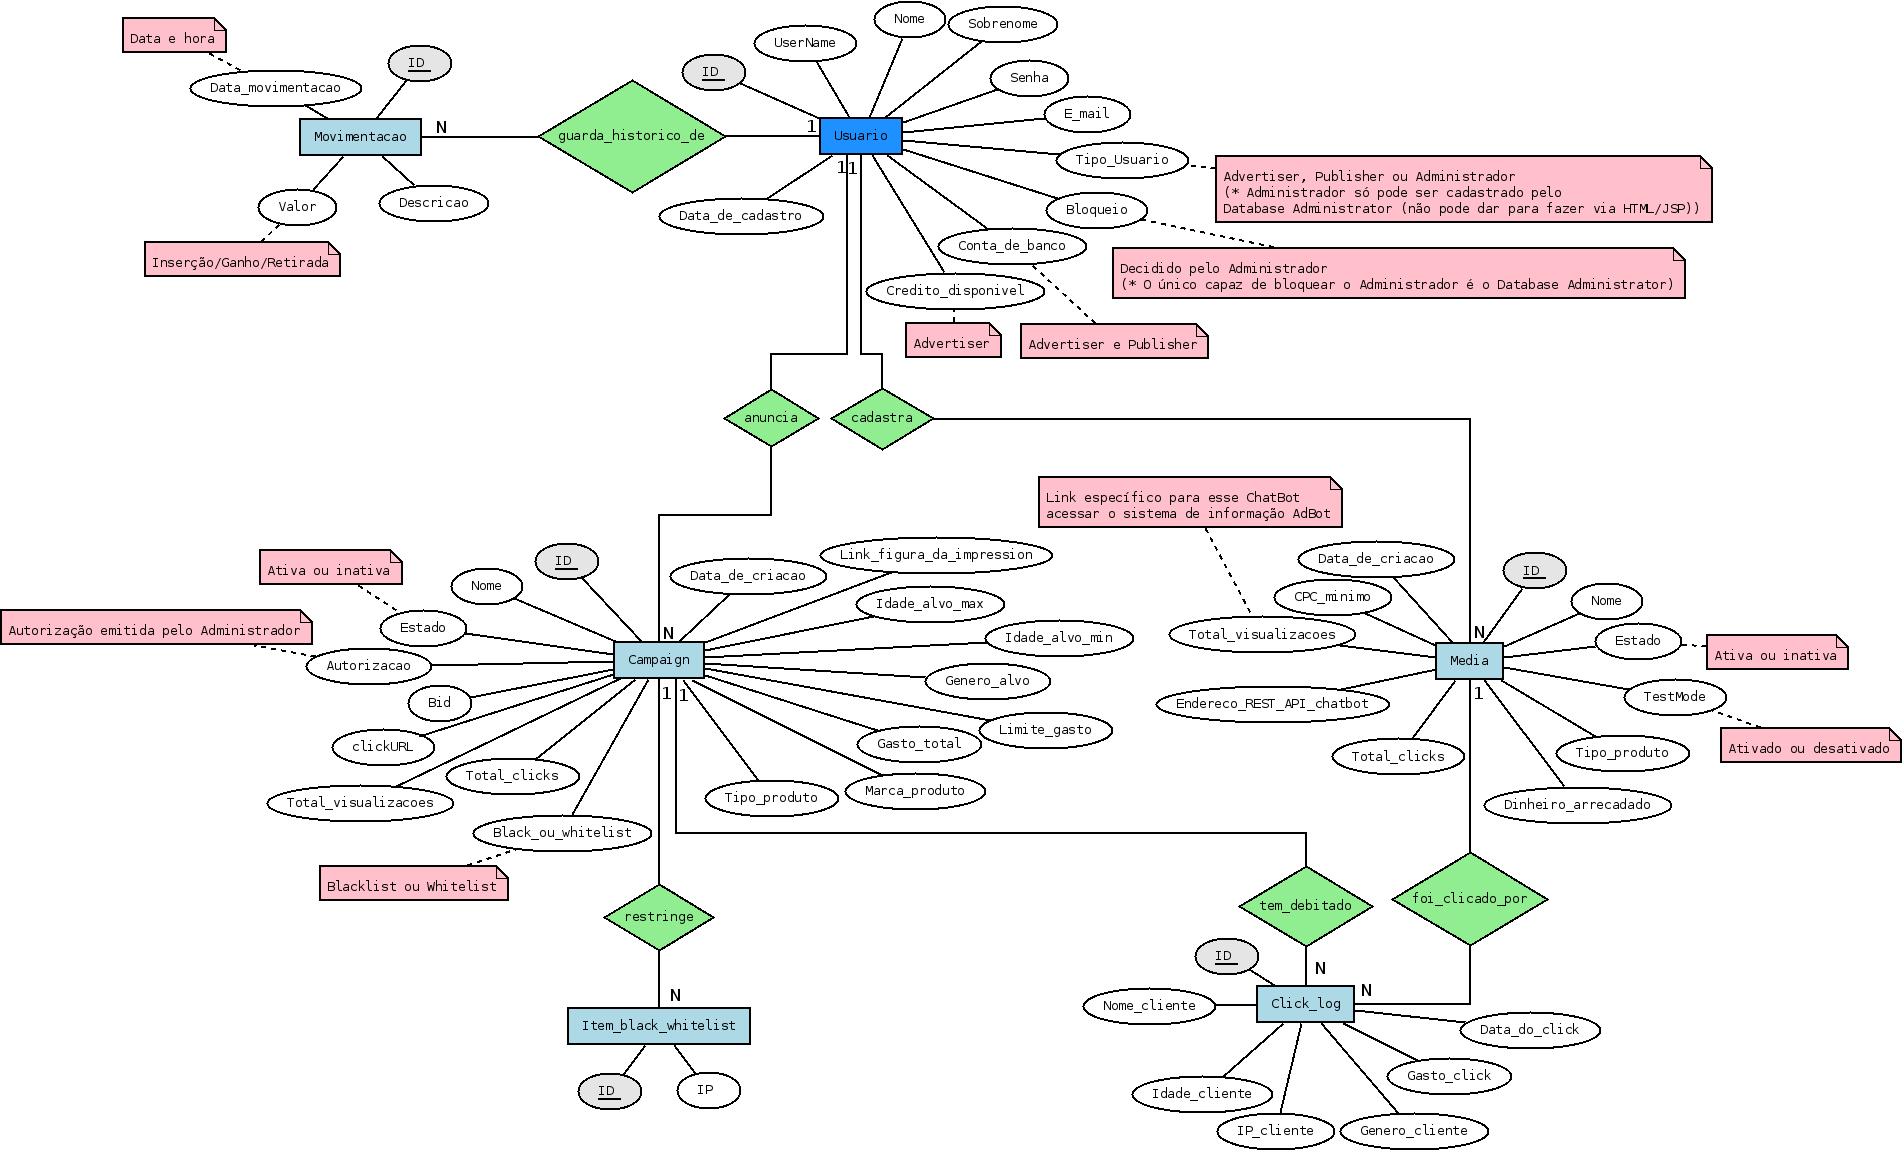 Data e hora
ID
Data_movimentacao
Movimentacao
N
Valor
Descricao
Inserção/Ganho/Retirada
guarda_historico_de
1
Usuario
ID
UserName
Nome
Sobrenome
Senha
E_mail
Tipo_Usuario
Advertiser, Publisher ou Administrador
(* Administrador só pode ser cadastrado pelo
Database Administrator (não pode dar para fazer via HTML/JSP))
Bloqueio
Decidido pelo Administrador
(* O único capaz de bloquear o Administrador é o Database Administrator)
Conta_de_banco
Advertiser e Publisher
Credito_disponivel
Advertiser
Data_de_cadastro
1
1
anuncia
cadastra
Link específico para esse ChatBot
acessar o sistema de informação AdBot
Ativa ou inativa
Autorização emitida pelo Administrador
Nome
ID
Data_de_criacao
Link_figura_da_impression
Idade_alvo_max
Idade_alvo_min
Estado
Autorizacao
N
Campaign
1
1
Genero_alvo
Bid
clickURL
Limite_gasto
Gasto_total
Total_clicks
Total_visualizacoes
Tipo_produto
Marca_produto
Black_ou_whitelist
Blacklist ou Whitelist
Data_de_criacao
ID
CPC_minimo
Nome
Total_visualizacoes
Estado
Ativa ou inativa
N
Media
1
Endereco_REST_API_chatbot
TestMode
Ativado ou desativado
Total_clicks
Tipo_produto
Dinheiro_arrecadado
restringe
N
Item_black_whitelist
ID
IP
tem_debitado
foi_clicado_por
N
N
ID
Click_log
Nome_cliente
Data_do_click
Gasto_click
Idade_cliente
IP_cliente
Genero_cliente